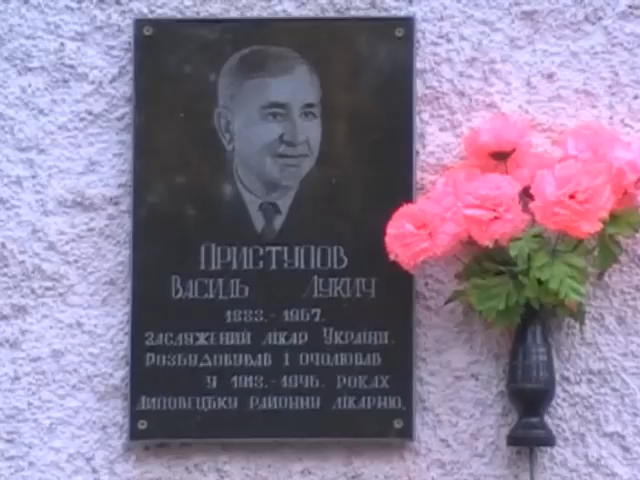 Приступов
Василь Лукич
1883.-1967.
Заслужений лікар України.
Розбудовував і очолював
у 1913.-1946. роках
Липовецьку районну лікарню.